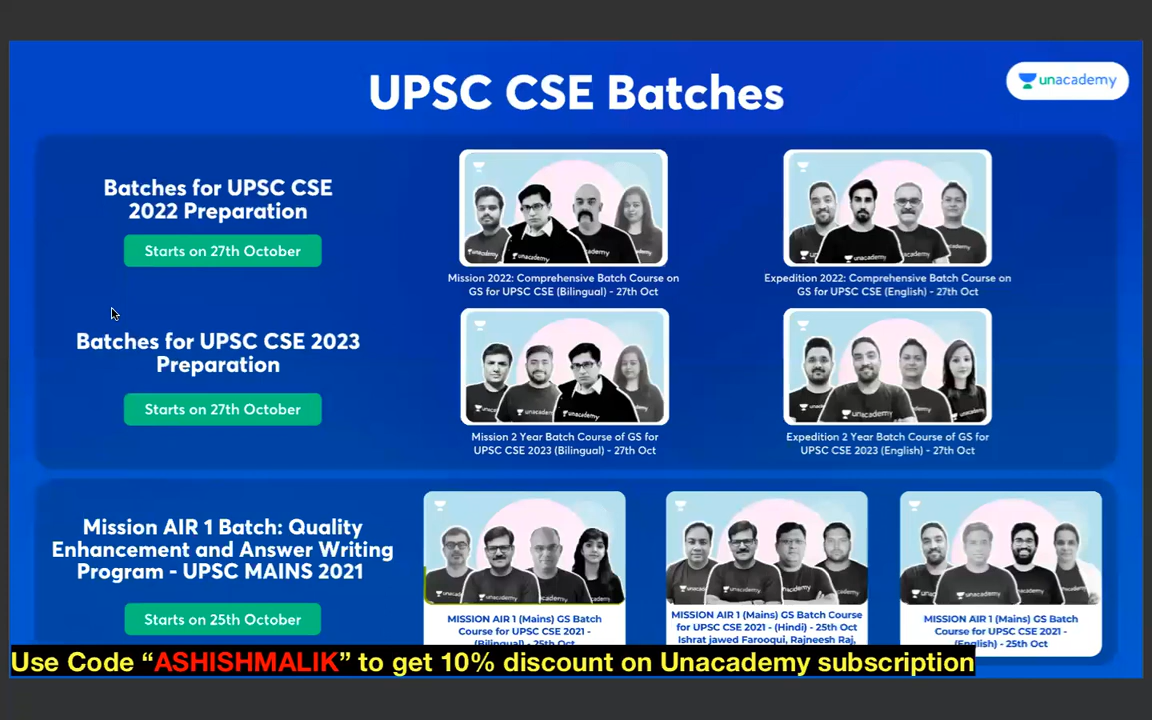 UPSC CSE Batches
unacademy
Batches for UPSC CSE
2022 Preparation
Starts on 27th October
Mission 2022: Comprehensive Batch Course on
GS for UPSC CSE (Bilingual) - 27th Oct
Expedition 2022: Comprehensive Batch Course on
GS for UPSC CSE (English) - 27th Oct
Batches for UPSC CSE 2023
Preparation
Starts on 27th October
Mission 2 Year Batch Course of GS for
UPSC CSE 2023 (Bilingual) - 27th Oct
Expedition 2 Year Batch Course of GS for
UPSC CSE 2023 (English) - 27th Oct
Mission AIR 1 Batch: Quality
Enhancement and Answer Writing
Program - UPSC MAINS 2021
Starts on 25th October
MISSION AIR 1 (Mains) GS Batch
Course for UPSC CSE 2021 -
(Bilingual) - 25th Oct
MISSION AIR 1 (Mains) GS Batch Course
for UPSC CSE 2021 - (Hindi) - 25th Oct
Ishrat jawed Farooqui, Rajneesh Raj,
MISSION AIR 1 (Mains) GS Batch
Course for UPSC CSE 2021 -
(English) - 25th Oct
Use Code “ASHISHMALIK” to get 10% discount on Unacademy subscription